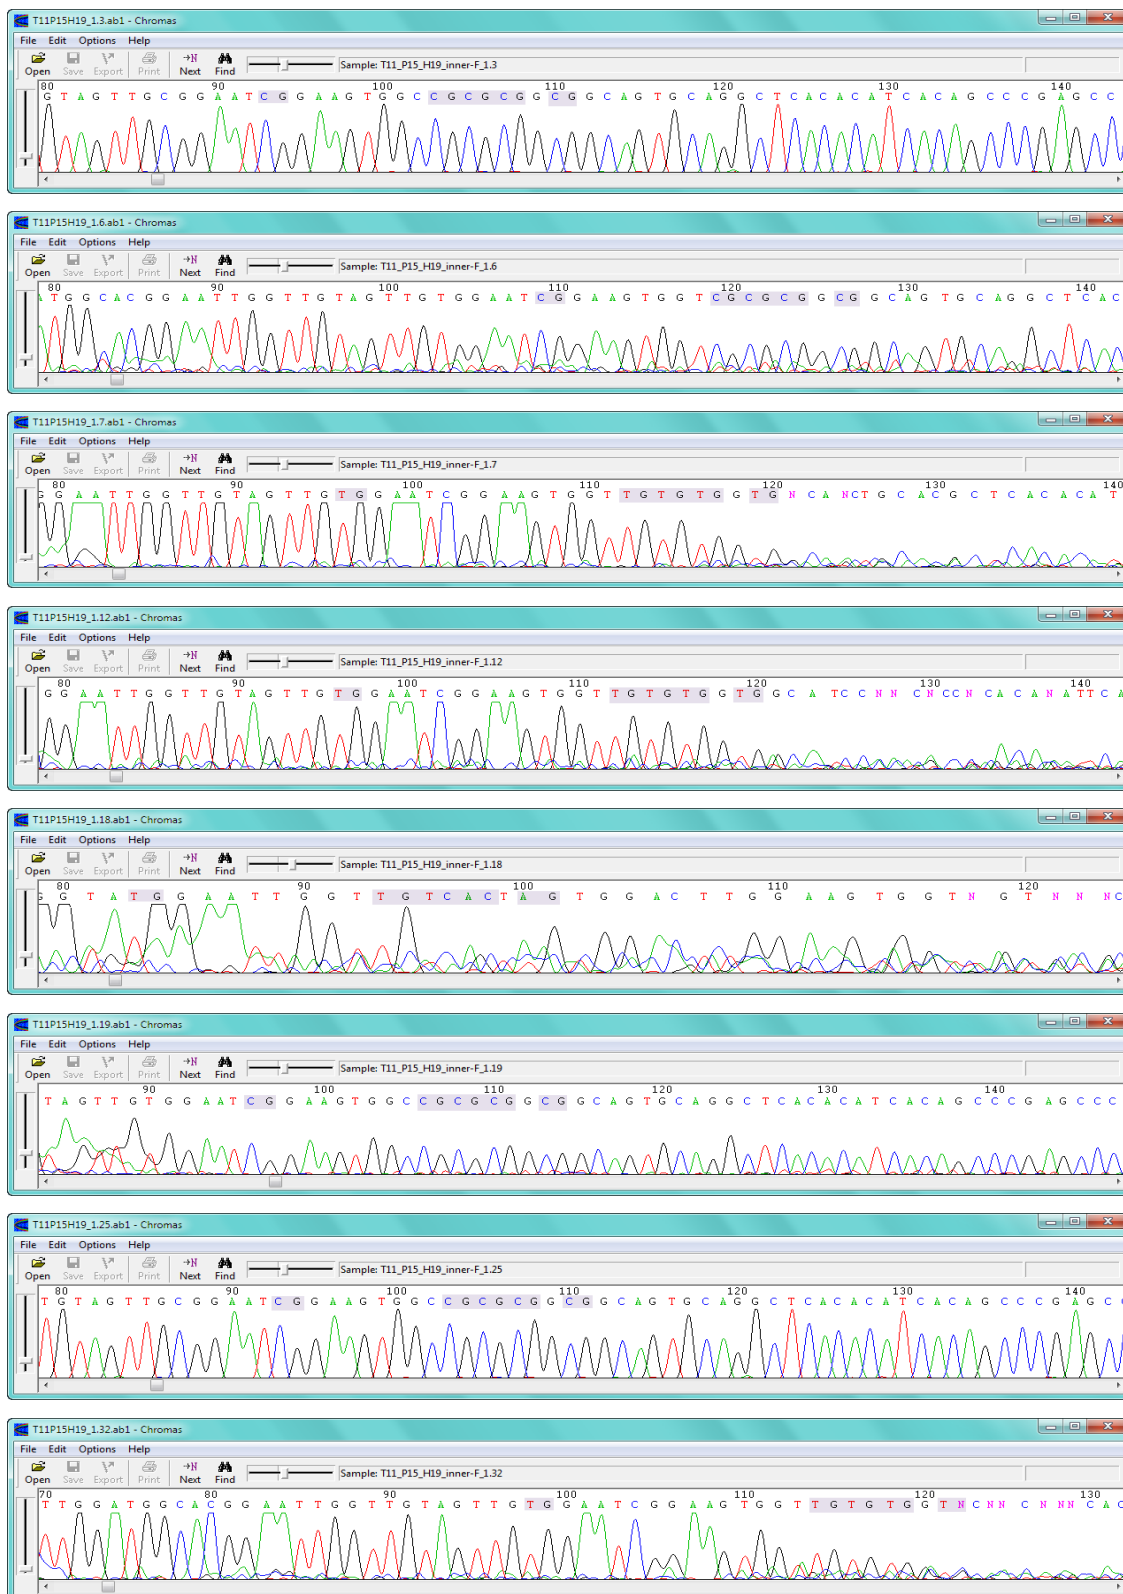 T11P15H19_1.3.ab1 - Chromas
File Edit Options Help
Open Save Export Print Next Find Sample: T11_P15_H19_inner-F_1.3
80 90 100 110 120 130 140
G T A G T T G C G G A A T C G G A A G T G G C C G C G C G G C G G C A G T G C A G G C T C A C A C A T C A C A G C C C G A G C C
T11P15H19_1.6.ab1 - Chromas
File Edit Options Help
Open Save Export Print Next Find Sample: T11_P15_H19_inner-F_1.6
80 90 100 110 120 130 140
A T G G C A C G G A A T T G G T T G T A G T T G T G G A A T C G G A A G T G G T C G C G C G G C G G C A G T G C A G G C T C A C
T11P15H19_1.7.ab1 - Chromas
File Edit Options Help
Open Save Export Print Next Find Sample: T11_P15_H19_inner-F_1.7
80 90 100 110 120 130 140
G G A A T T G G T T G T A G T T G T G G A A T C G G A A G T G G T T G T G T G G T G N C A N C T G C A C G C T C A C A C A T
T11P15H19_1.12.ab1 - Chromas
File Edit Options Help
Open Save Export Print Next Find Sample: T11_P15_H19_inner-F_1.12
80 90 100 110 120 130 140
G G A A T T G G T T G T A G T T G T G G A A T C G G A A G T G G T T G T G T G G T G G C A T C C N N C N C C N C A C A N A T T C A
T11P15H19_1.18.ab1 - Chromas
File Edit Options Help
Open Save Export Print Next Find Sample: T11_P15_H19_inner-F_1.18
80 90 100 110 120
G G T A T G G A A T T G G T T G T C A C T A G T G G A C T T G G A A G T G G T N G T N N N C
T11P15H19_1.19.ab1 - Chromas
File Edit Options Help
Open Save Export Print Next Find Sample: T11_P15_H19_inner-F_1.19
90 100 110 120 130 140
T A G T T G T G G A A T C G G A A G T G G C C G C G C G G C G G C A G T G C A G G C T C A C A C A T C A C A G C C C G A G C C C
T11P15H19_1.25.ab1 - Chromas
File Edit Options Help
Open Save Export Print Next Find Sample: T11_P15_H19_inner-F_1.25
80 90 100 110 120 130 140
T G T A G T T G C G G A A T C G G A A G T G G C C G C G C G G C G G C A G T G C A G G C T C A C A C A T C A C A G C C C G A G C
T11P15H19_1.32.ab1 - Chromas
File Edit Options Help
Open Save Export Print Next Find Sample: T11_P15_H19_inner-F_1.32
70 80 90 100 110 120 130
T T G G A T G G C A C G G A A T T G G T T G T A G T T G T G G A A T C G G A A G T G G T T G T G T G G T N C N N C N N N C A C